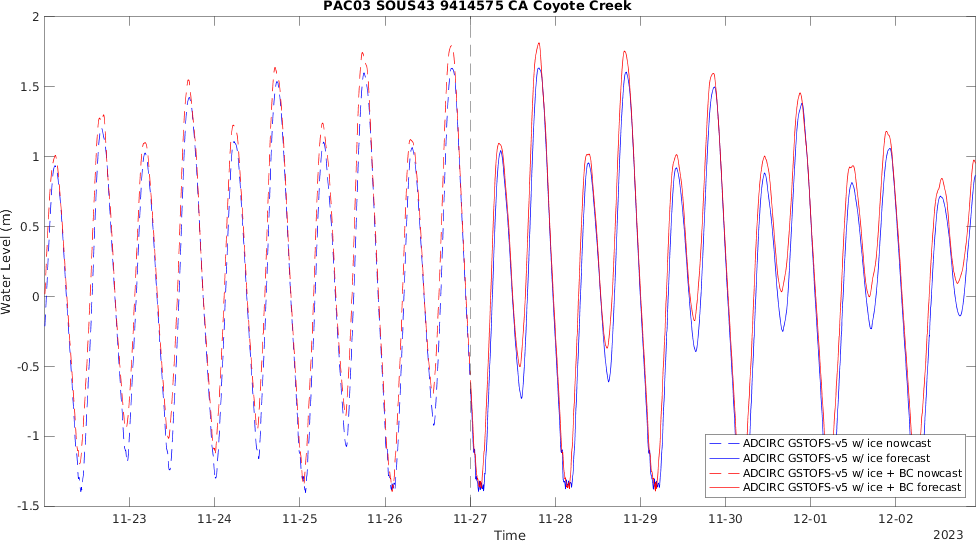 PAC03 SOUS43 9414575 CA Coyote Creek
2
1.5
1
0.5
0
-0.5
-1
-1.5
Water Level (m)
ADCIRC GSTOFS-v5 w/ ice nowcast
ADCIRC GSTOFS-v5 w/ ice forecast
ADCIRC GSTOFS-v5 w/ ice + BC nowcast
ADCIRC GSTOFS-v5 w/ ice + BC forecast
11-23 11-24 11-25 11-26 11-27 11-28 11-29 11-30 12-01 12-02
Time
2023